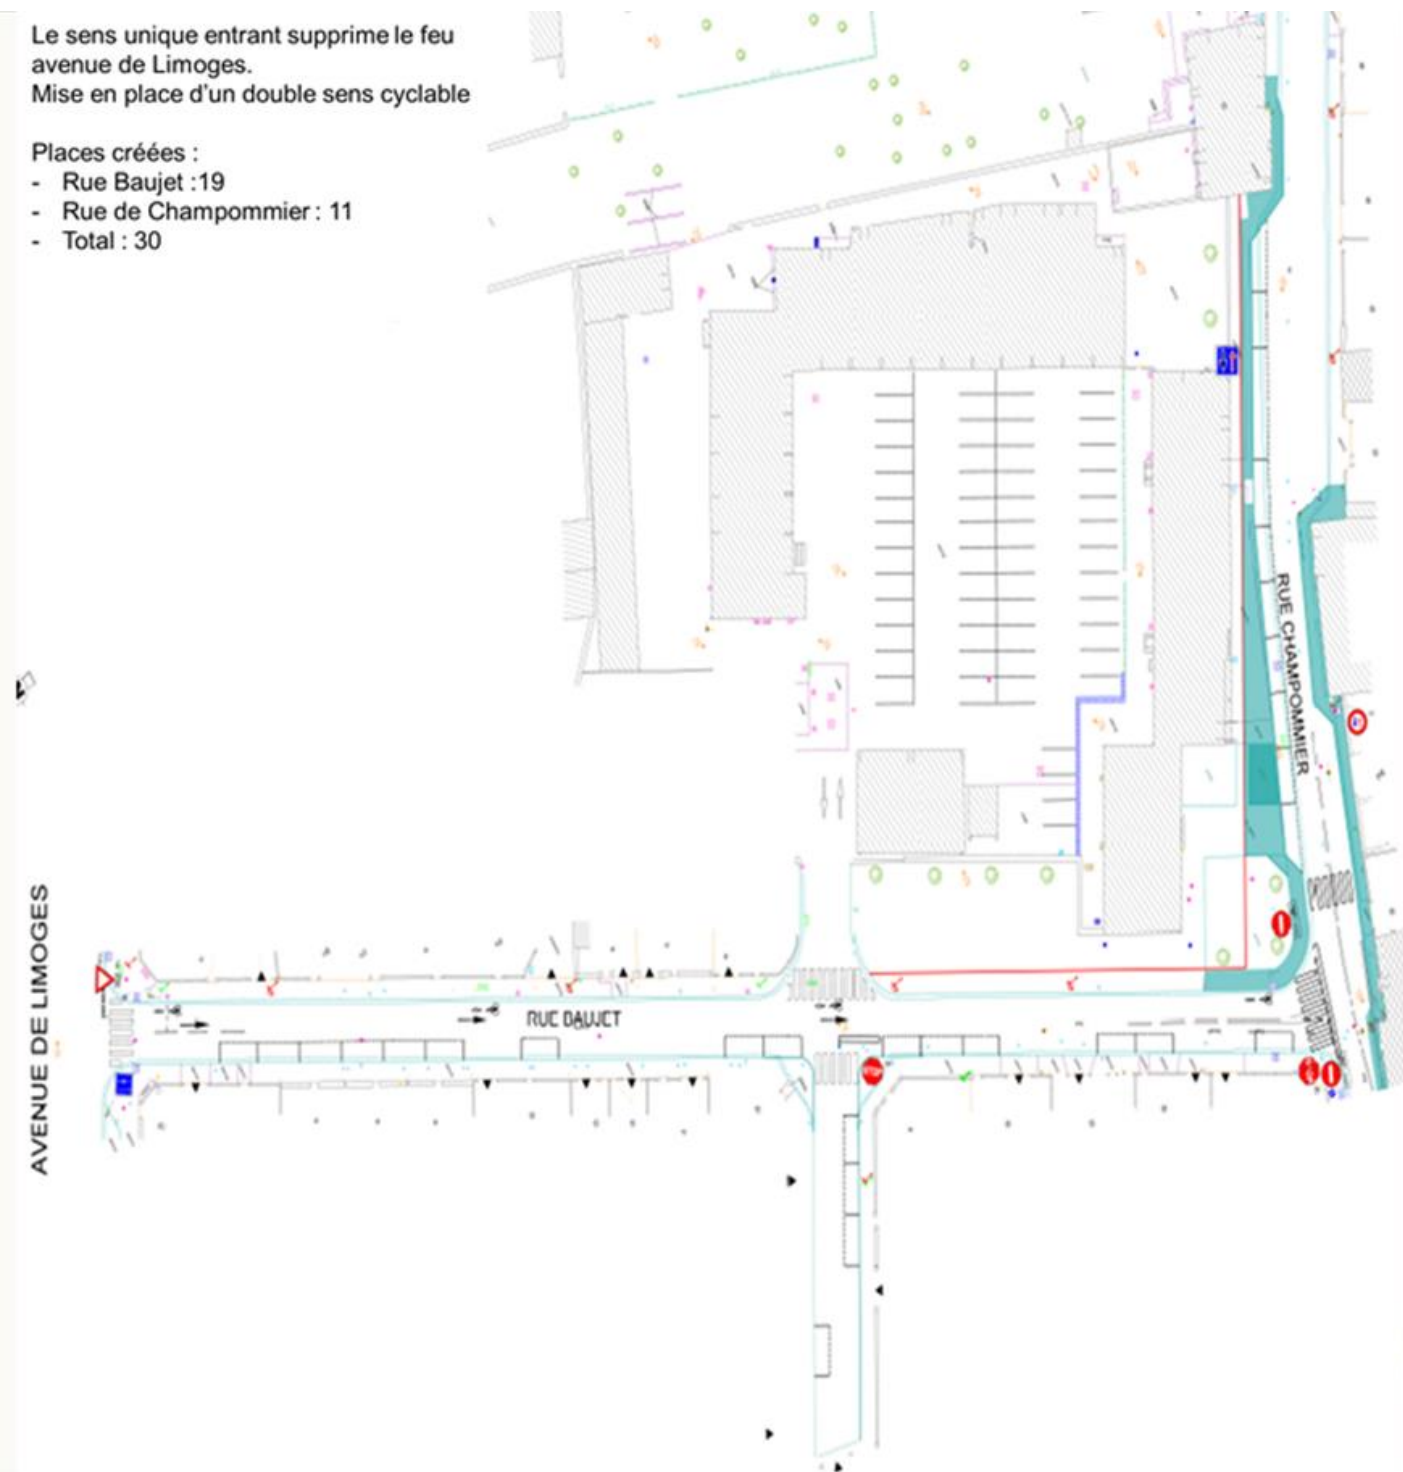 Le sens unique entrant supprime le feu
avenue de Limoges.
Mise en place d'un double sens cyclable
Places créées :
- Rue Baujet :19
- Rue de Champommier : 11
- Total : 30
RUE CHAMPOMMIER
AVENUE DE LIMOGES
RUE BAUJET
STOP